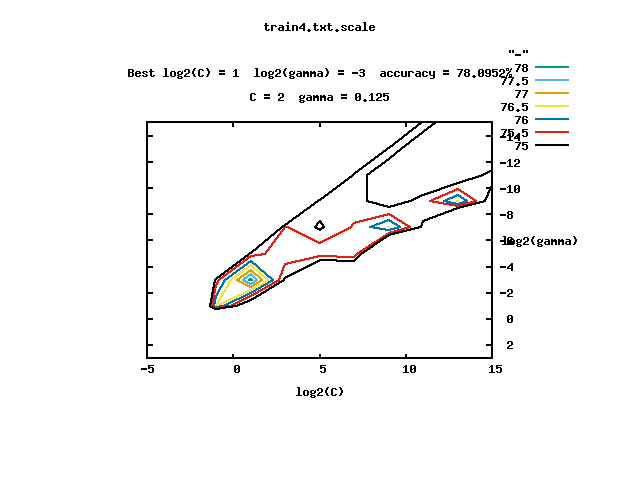 train4.txt.scale
"-"
Best log2(C) = 1 log2(gamma) = -3 accuracy = 78.0952%
78
77.5
77
C = 2 gamma = 0.125
76.5
76
75.5
75
-14
-12
-10
-8
-6
log2(gamma)
-4
-2
0
2
-5 0 5 10 15
log2(C)